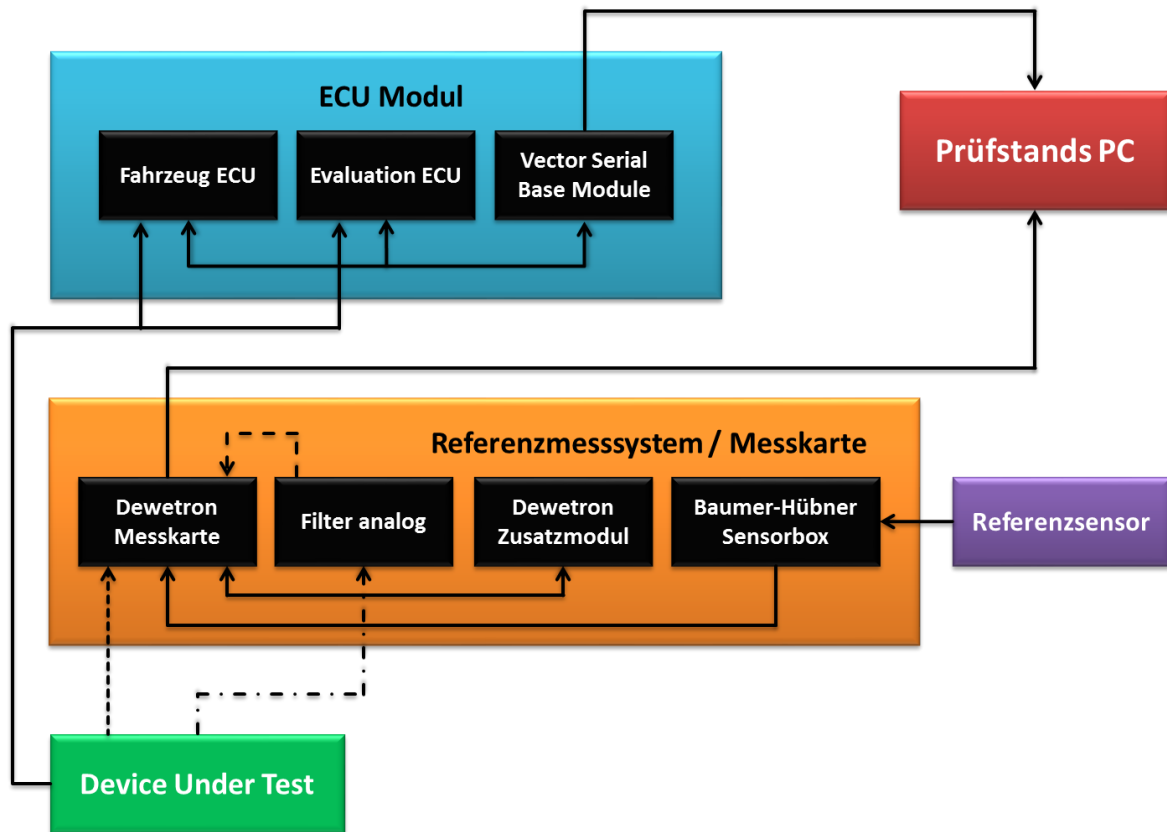 ECU Modul
Fahrzeug ECU
Evaluation ECU
Vector Serial
Base Module
Prüfstands PC
Referenzmesssystem / Messkarte
Dewetron
Messkarte
Filter analog
Dewetron
Zusatzmodul
Baumer-Hübner
Sensorbox
Referenzsensor
Device Under Test